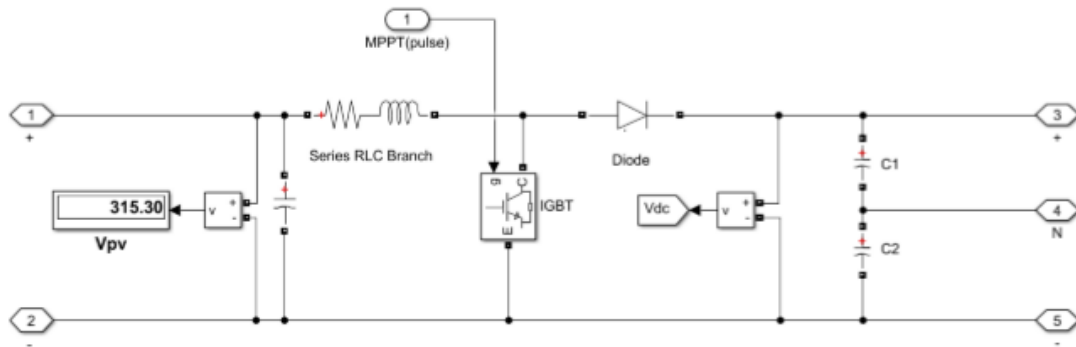 1
MPPT(pulse)
1
+
+
Series RLC Branch
Diode
3
+
+
C1
315.30
v
+
-
+
g
C
E
IGBT
Vdc
v
+
-
4
N
Vpv
+
C2
2
-
5
-